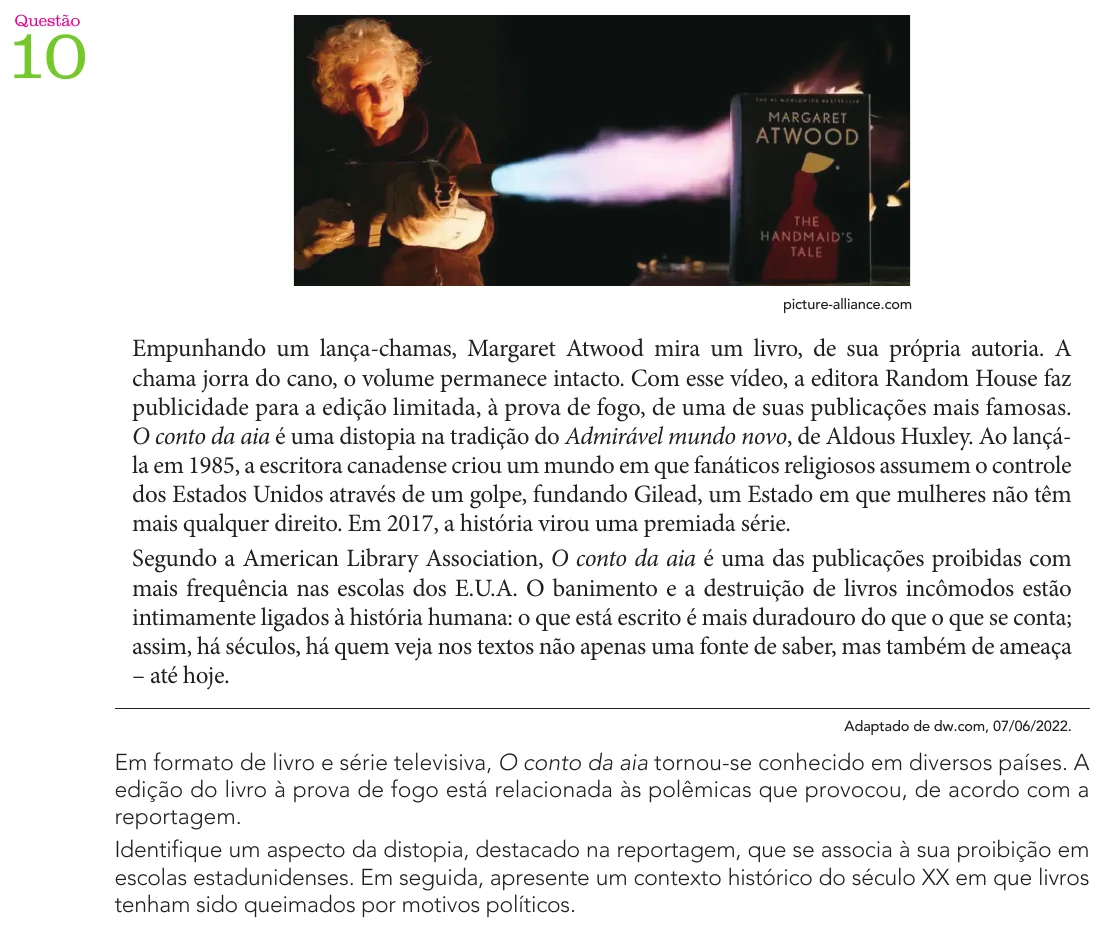 Questão
10
THE #1 WORLDWIDE BESTSELLER
MARGARET
ATWOOD
THE
HANDMAID'S
TALE
picture-alliance.com
Empunhando um lança-chamas, Margaret Atwood mira um livro, de sua própria autoria. A
chama jorra do cano, o volume permanece intacto. Com esse vídeo, a editora Random House faz
publicidade para a edição limitada, à prova de fogo, de uma de suas publicações mais famosas.
O conto da aia é uma distopia na tradição do Admirável mundo novo, de Aldous Huxley. Ao lançá-
la em 1985, a escritora canadense criou um mundo em que fanáticos religiosos assumem o controle
dos Estados Unidos através de um golpe, fundando Gilead, um Estado em que mulheres não têm
mais qualquer direito. Em 2017, a história virou uma premiada série.
Segundo a American Library Association, O conto da aia é uma das publicações proibidas com
mais frequência nas escolas dos E.U.A. O banimento e a destruição de livros incômodos estão
intimamente ligados à história humana: o que está escrito é mais duradouro do que o que se conta;
assim, há séculos, há quem veja nos textos não apenas uma fonte de saber, mas também de ameaça
– até hoje.
Adaptado de dw.com, 07/06/2022.
Em formato de livro e série televisiva, O conto da aia tornou-se conhecido em diversos países. A
edição do livro à prova de fogo está relacionada às polêmicas que provocou, de acordo com a
reportagem.
Identifique um aspecto da distopia, destacado na reportagem, que se associa à sua proibição em
escolas estadunidenses. Em seguida, apresente um contexto histórico do século XX em que livros
tenham sido queimados por motivos políticos.